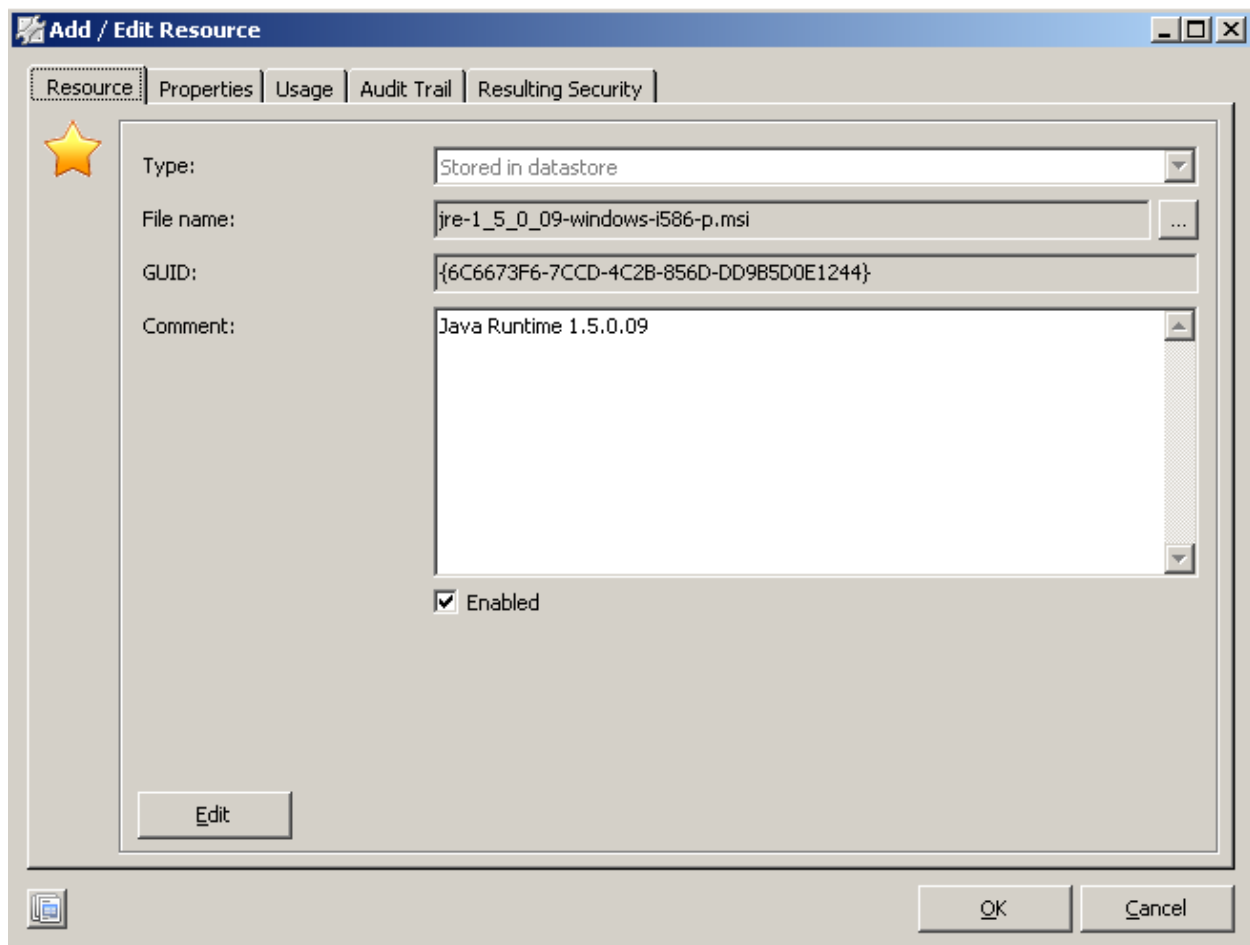 Add / Edit Resource
Resource Properties Usage Audit Trail Resulting Security
Type: Stored in datastore
File name: jre-1_5_0_09-windows-i586-p.msi ...
GUID: {6C6673F6-7CCD-4C2B-856D-DD9B5D0E1244}
Comment: Java Runtime 1.5.0.09
Enabled
Edit
OK Cancel